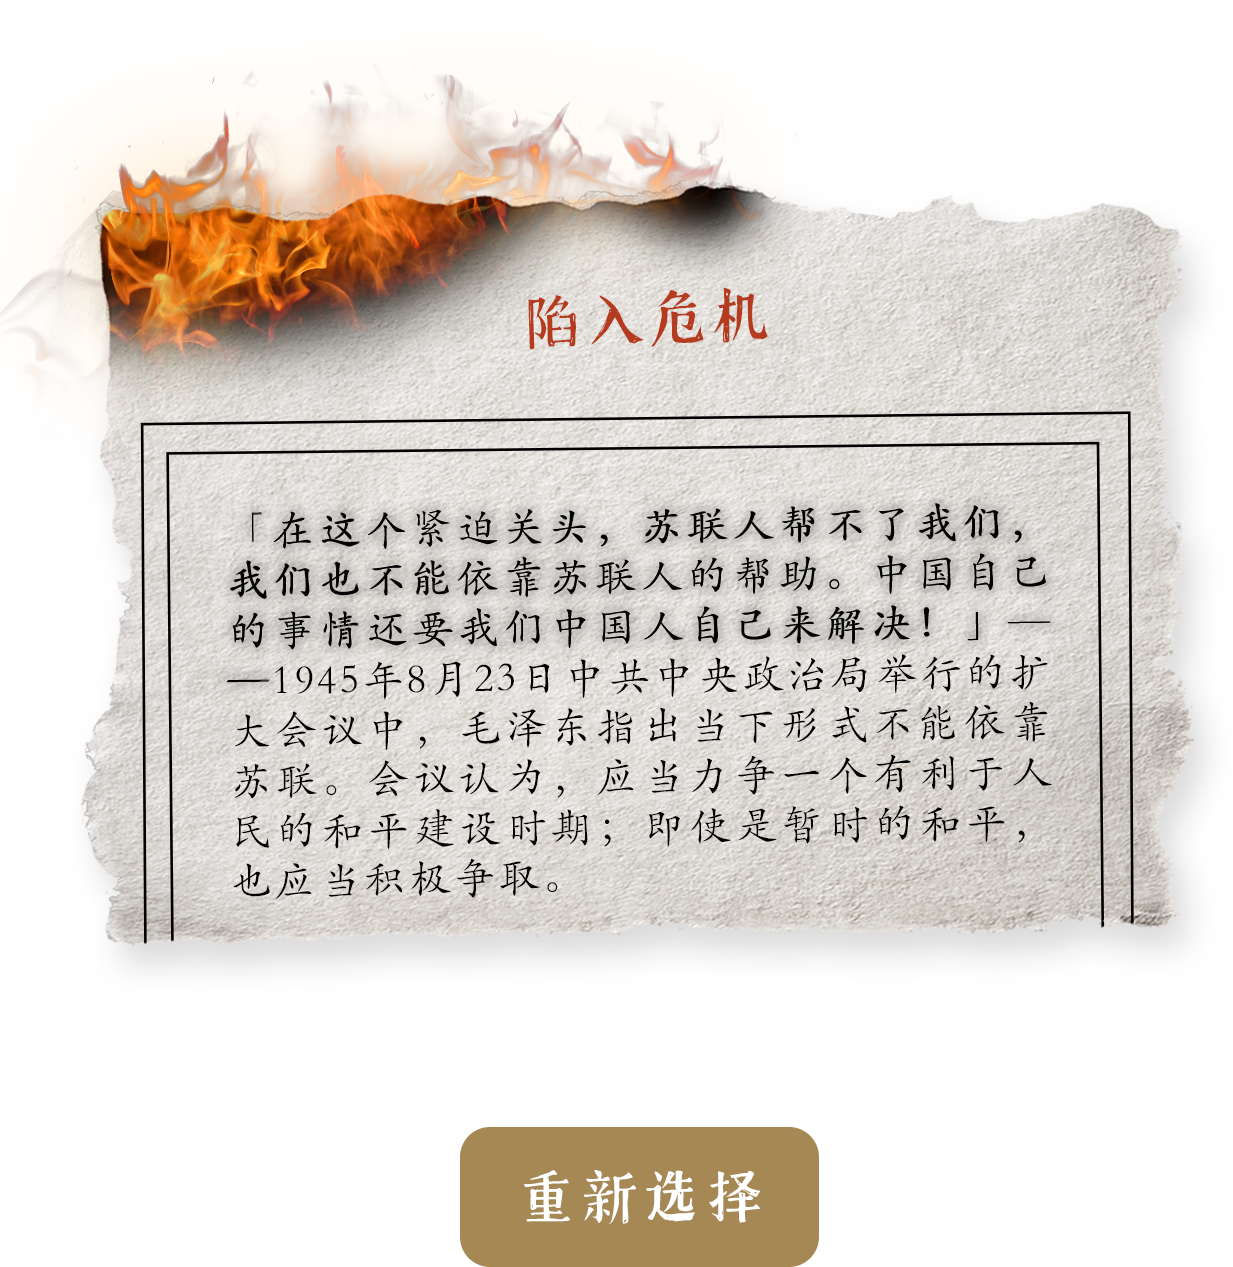 陷入危机
「在这个紧迫关头，苏联人帮不了我们，
我们也不能依靠苏联人的帮助。中国自己
的事情还要我们中国人自己来解决！」—
—1945年8月23日中共中央政治局举行的扩
大会议中，毛泽东指出当下形式不能依靠
苏联。会议认为，应当力争一个有利于人
民的和平建设时期；即使是暂时的和平，
也应当积极争取。
重新选择